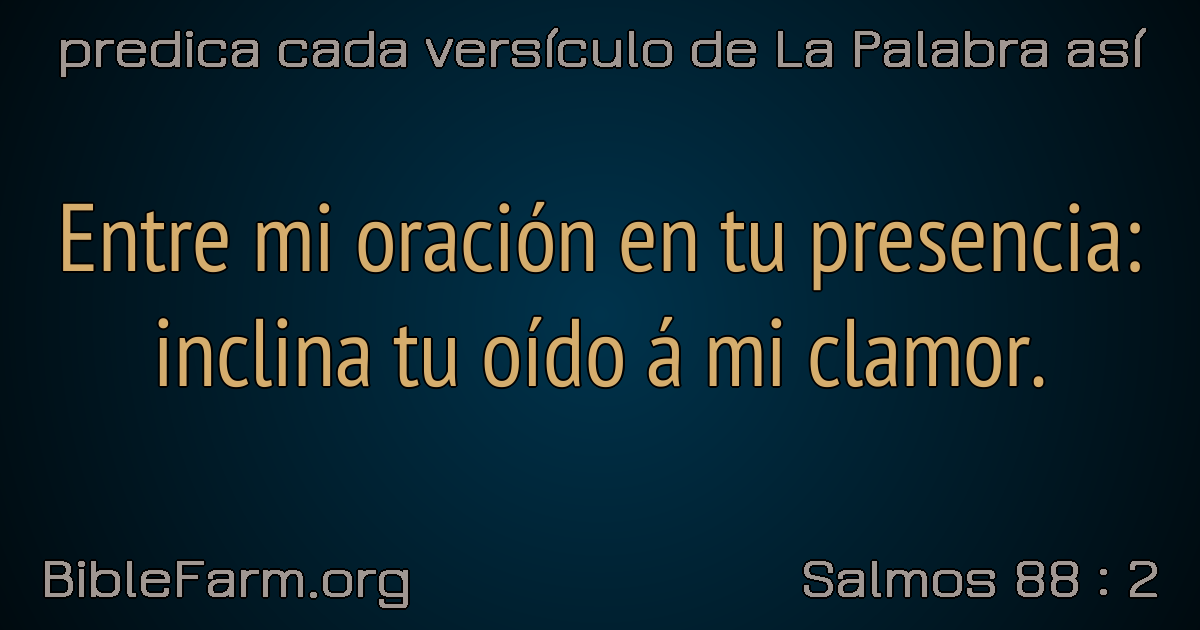 predica cada versículo de La Palabra así
Entre mi oración en tu presencia:
inclina tu oído á mi clamor.
BibleFarm.org
Salmos 88 : 2